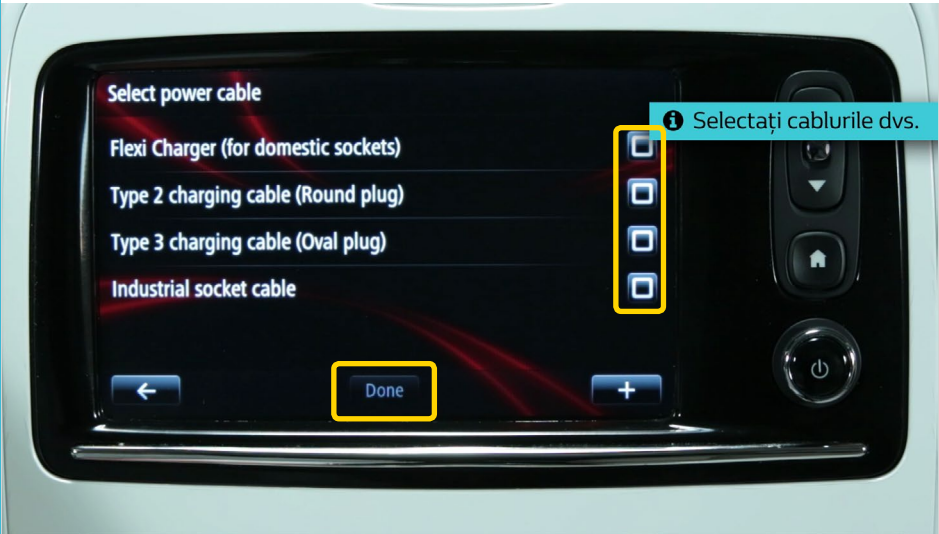 Select power cable
Selectați cablurile dvs.
Flexi Charger (for domestic sockets)
Type 2 charging cable (Round plug)
Type 3 charging cable (Oval plug)
Industrial socket cable
Done